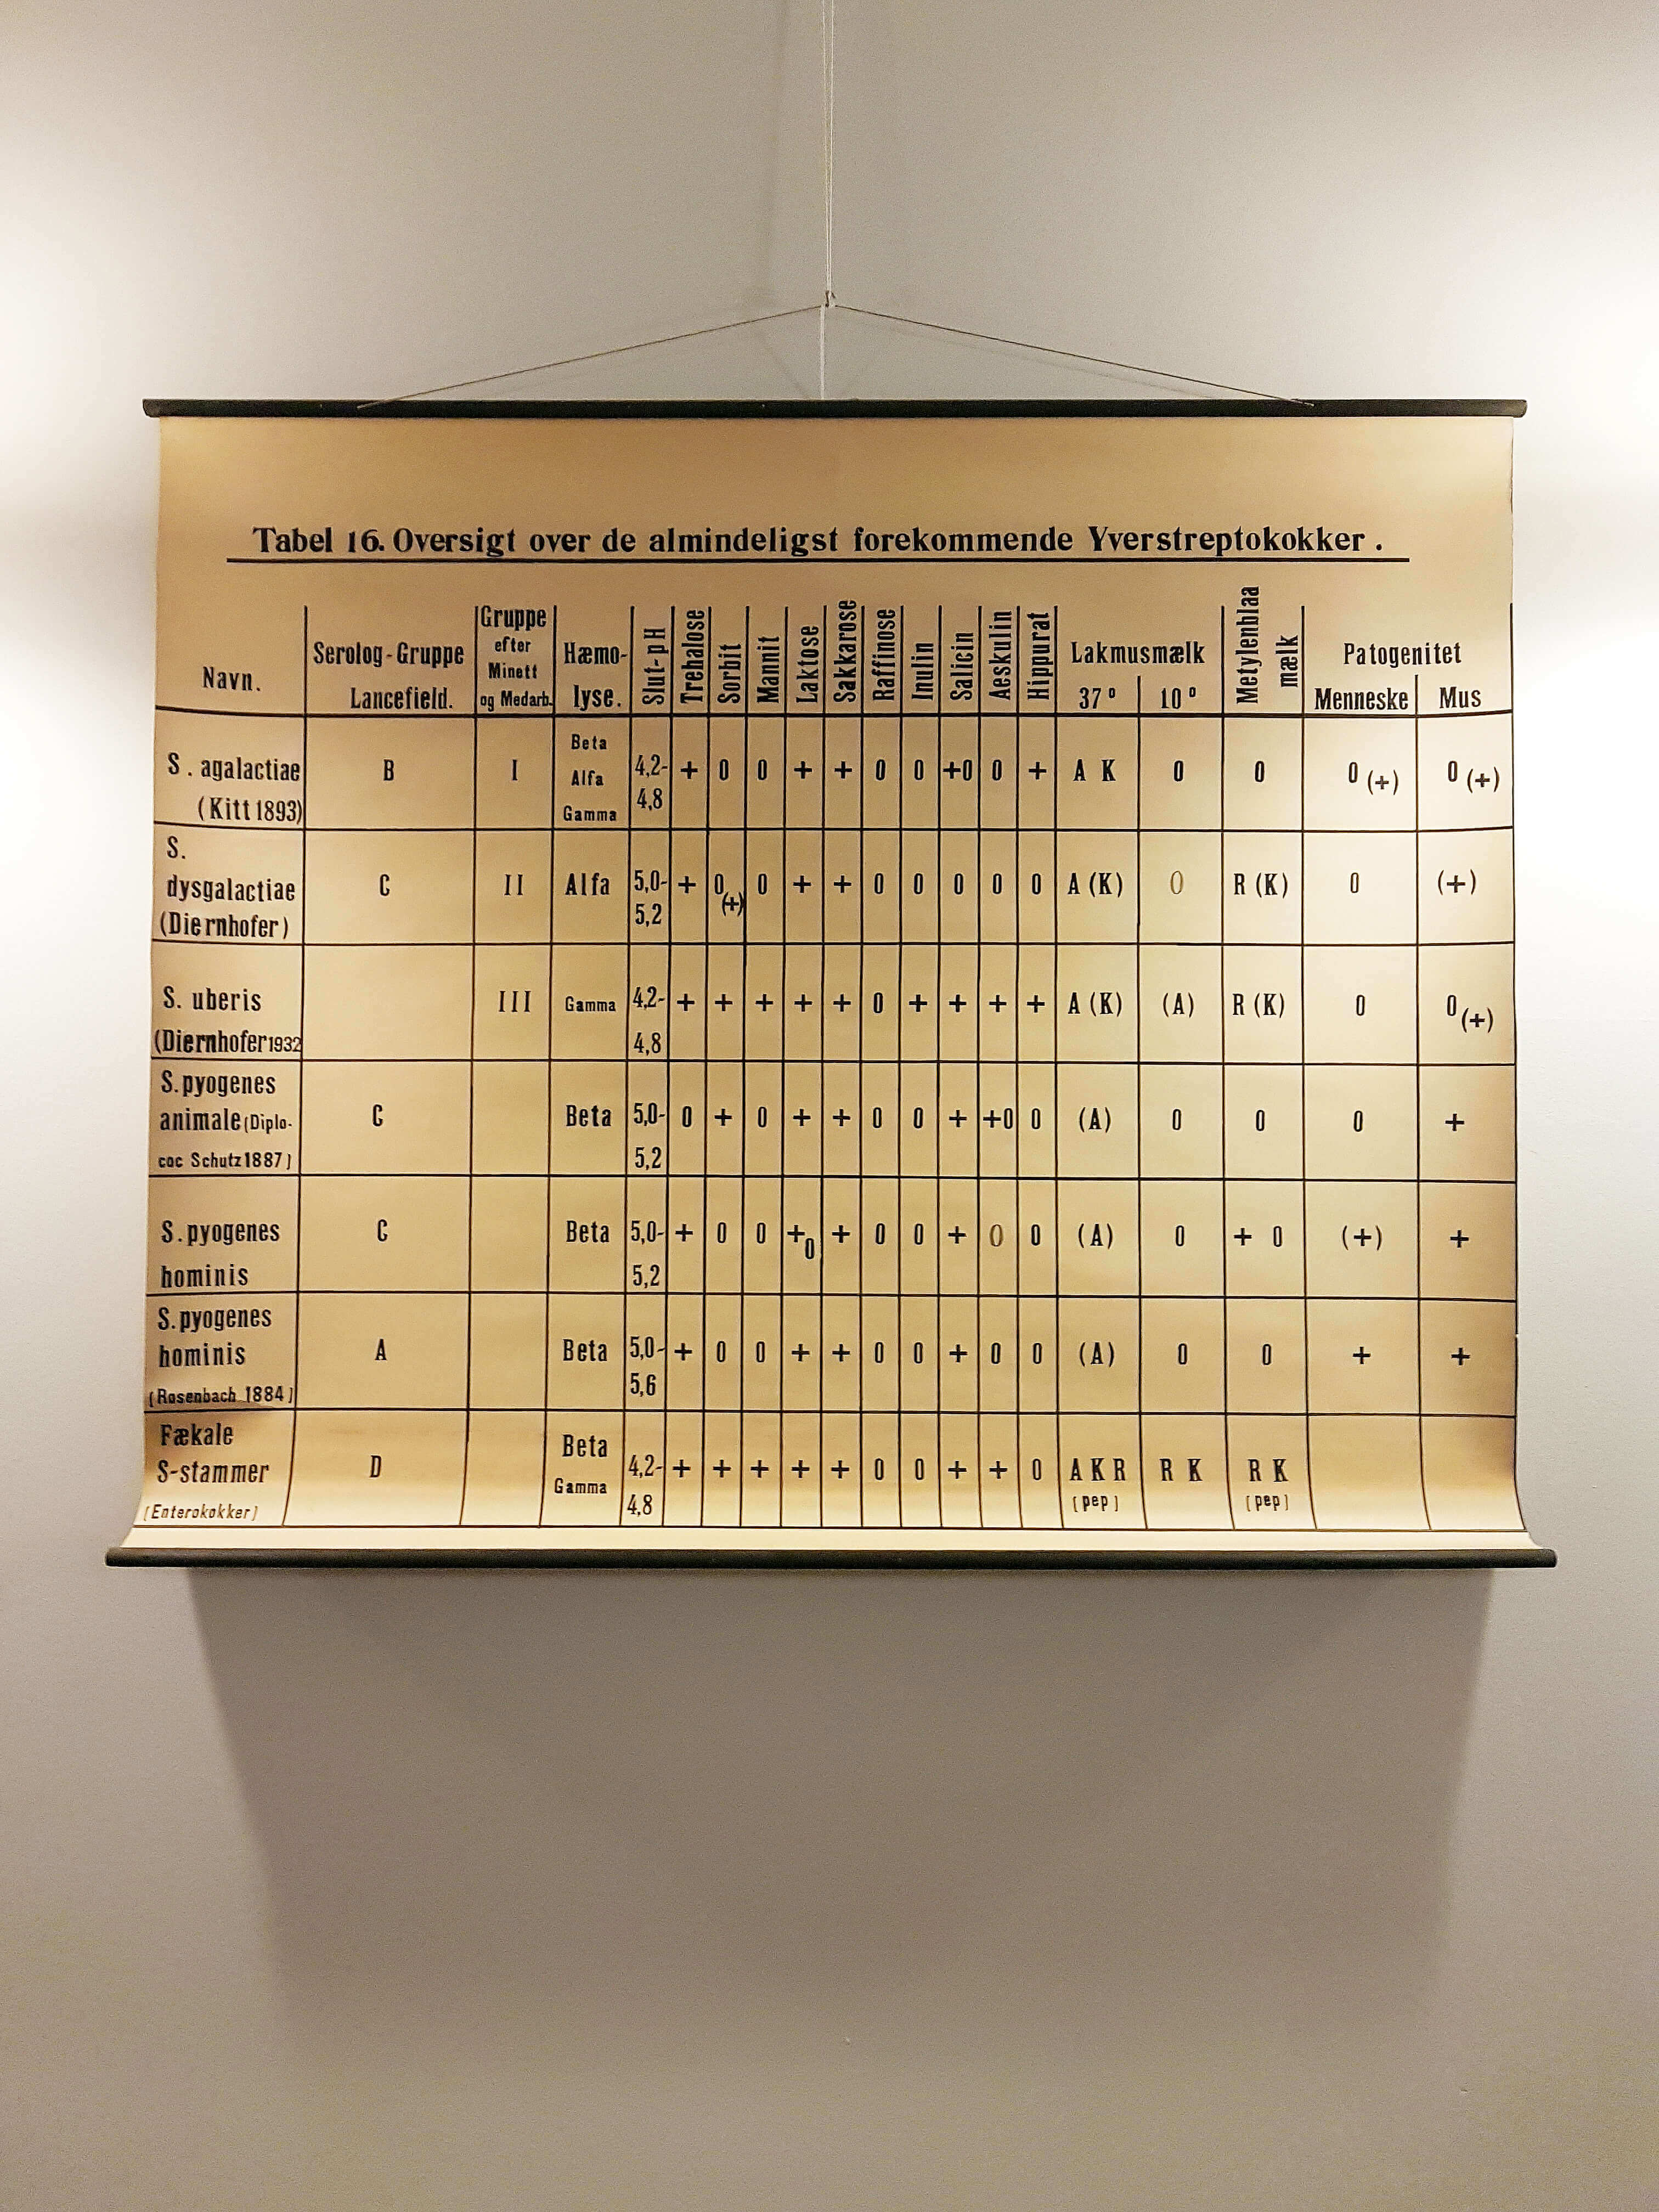 Tabel 16. Oversigt over de almindeligst forekommende Yverstreptokokker.
Navn. Serolog-Gruppe Lancefield. Gruppe efter Minett og Medarb. Hæmo-lyse. Slut-pH Trehalose Sorbit Mannit Laktose Sakkarose Raffinose Inulin Salicin Aeskulin Hippurat Lakmusmælk 37° 10° Metylenblaa mælk Patogenitet Menneske Mus
S. agalactiae (Kitt 1893) B I Beta Alfa Gamma 4,2-4,8 + 0 0 + + 0 0 +0 0 + A K 0 0 0 (+) 0 (+)
S. dysgalactiae (Diernhofer) C II Alfa 5,0-5,2 + 0 (+) 0 + + 0 0 0 0 0 A (K) 0 R (K) 0 (+)
S. uberis (Diernhofer 1932 III Gamma 4,2-4,8 + + + + + 0 + + + + A (K) (A) R (K) 0 0 (+)
S. pyogenes animale (Diplo-coc Schutz 1887) C Beta 5,0-5,2 0 + 0 + + 0 0 + +0 0 (A) 0 0 0 +
S. pyogenes hominis C Beta 5,0-5,2 + 0 0 +0 + 0 0 + 0 0 (A) 0 + 0 (+) +
S. pyogenes hominis (Rosenbach 1884) A Beta 5,0-5,6 + 0 0 + + 0 0 + 0 0 (A) 0 0 + +
Fækale S-stammer (Enterokokker) D Beta Gamma 4,2-4,8 + + + + + 0 0 + + 0 A K R (pep) R K R K (pep)